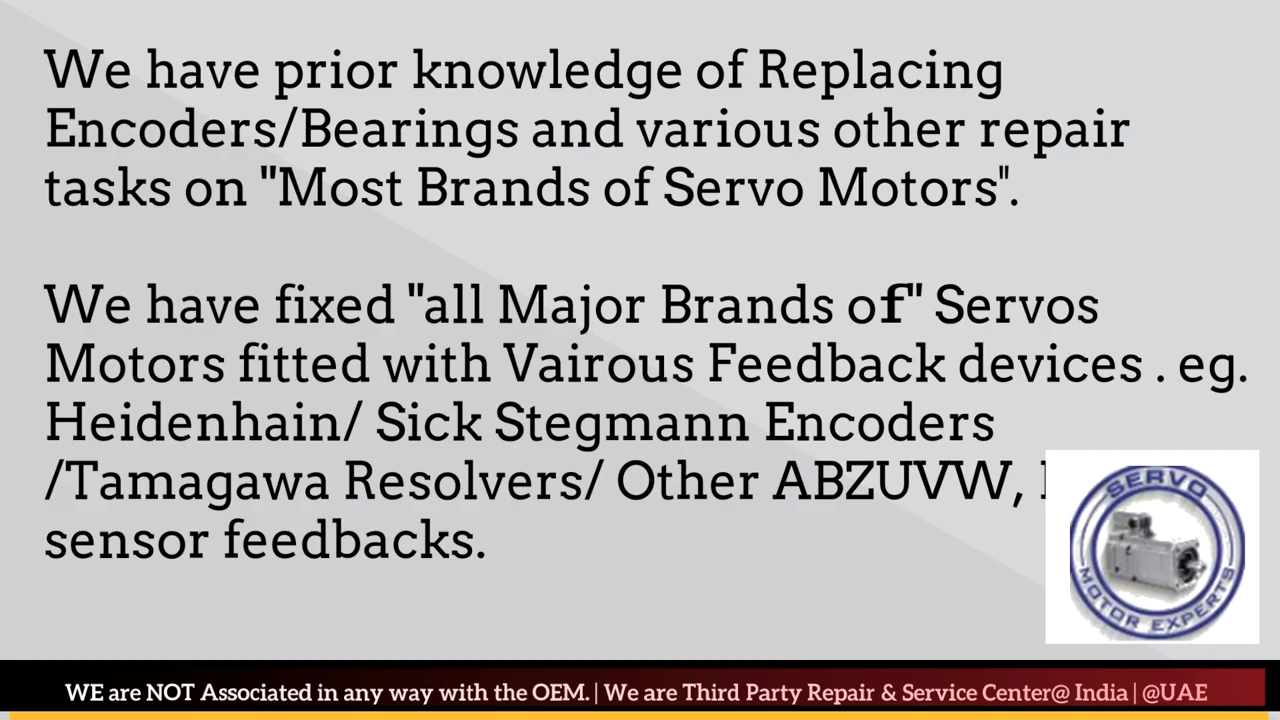 We have prior knowledge of Replacing
Encoders/Bearings and various other repair
tasks on "Most Brands of Servo Motors".
We have fixed "all Major Brands of" Servos
Motors fitted with Vairous Feedback devices . eg.
Heidenhain/ Sick Stegmann Encoders
/Tamagawa Resolvers/ Other ABZUVW,
sensor feedbacks.
SERVO
MOTOR EXPERTS
WE are NOT Associated in any way with the OEM. | We are Third Party Repair & Service Center@ India | @UAE